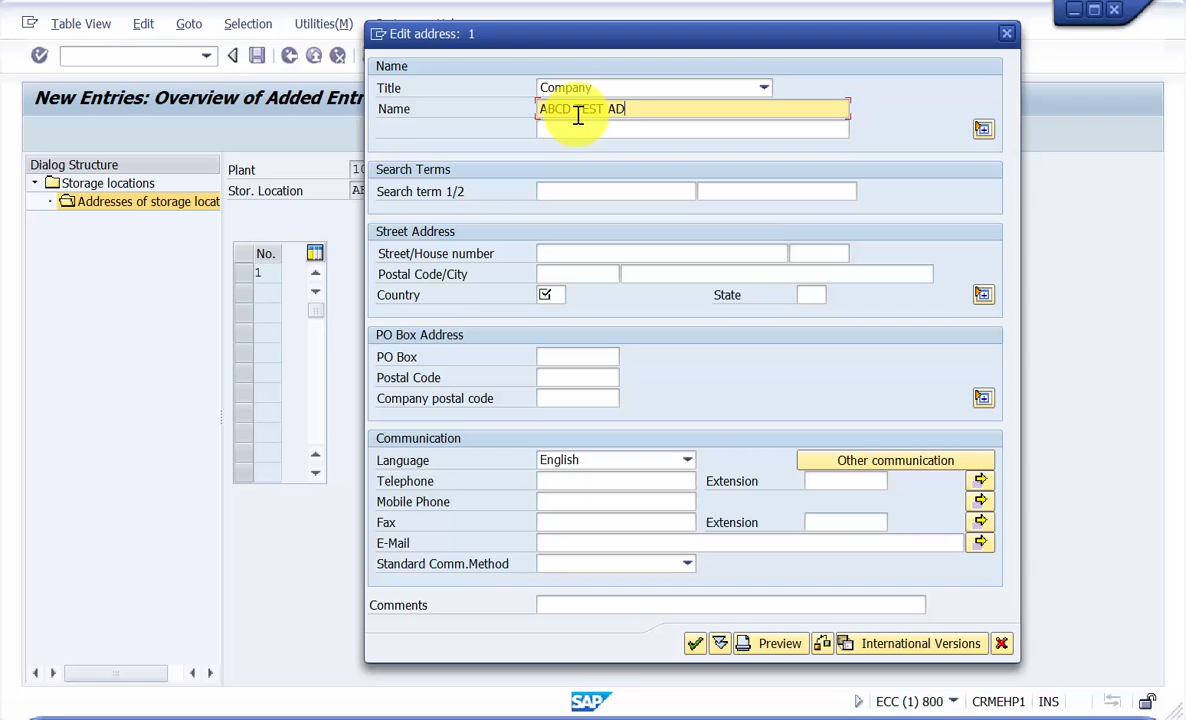 Table View Edit Goto Selection Utilities(M)
Edit address: 1
New Entries: Overview of Added Entr
Name
Title Company
Name ABCD TEST AD
Dialog Structure
Storage locations
Addresses of storage locat
Plant 10
Stor. Location
No.
1
Search Terms
Search term 1/2
Street Address
Street/House number
Postal Code/City
Country State
PO Box Address
PO Box
Postal Code
Company postal code
Communication
Language English Other communication
Telephone Extension
Mobile Phone
Fax Extension
E-Mail
Standard Comm.Method
Comments
Preview International Versions
SAP ECC (1) 800 CRMEHP1 INS